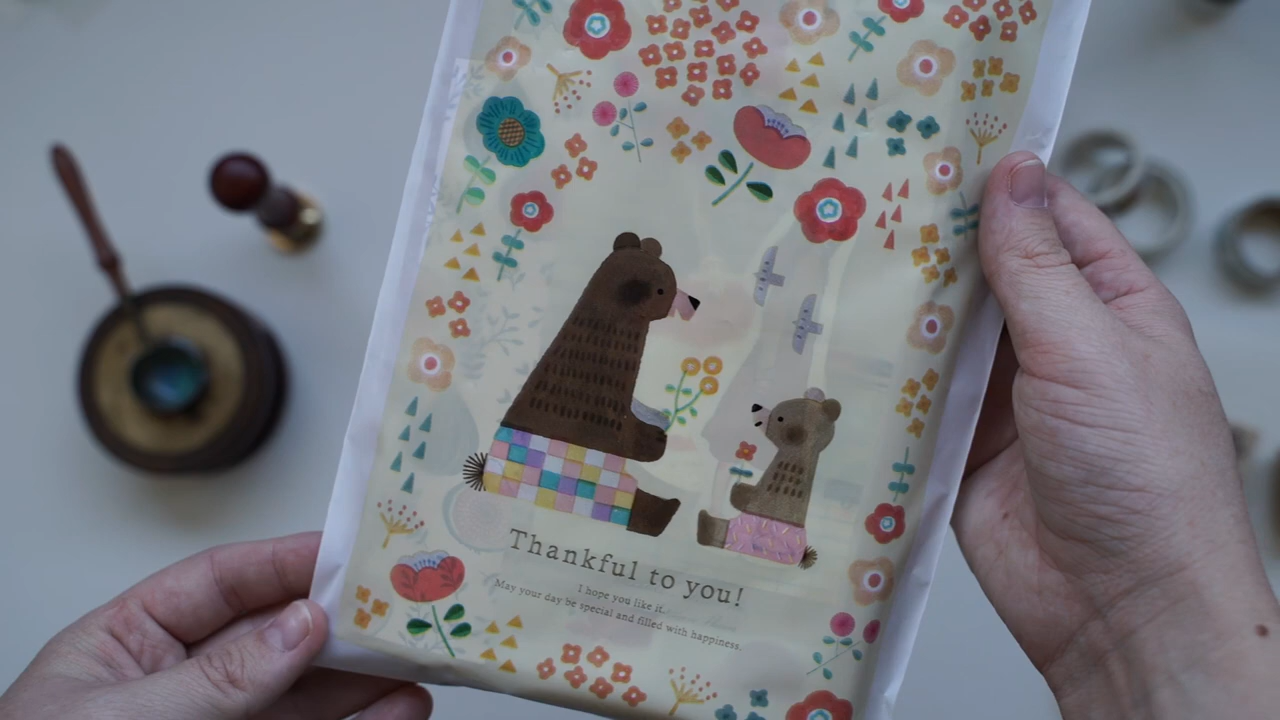 Thankful to you!
I hope you like it.
May your day be special and filled with happiness.